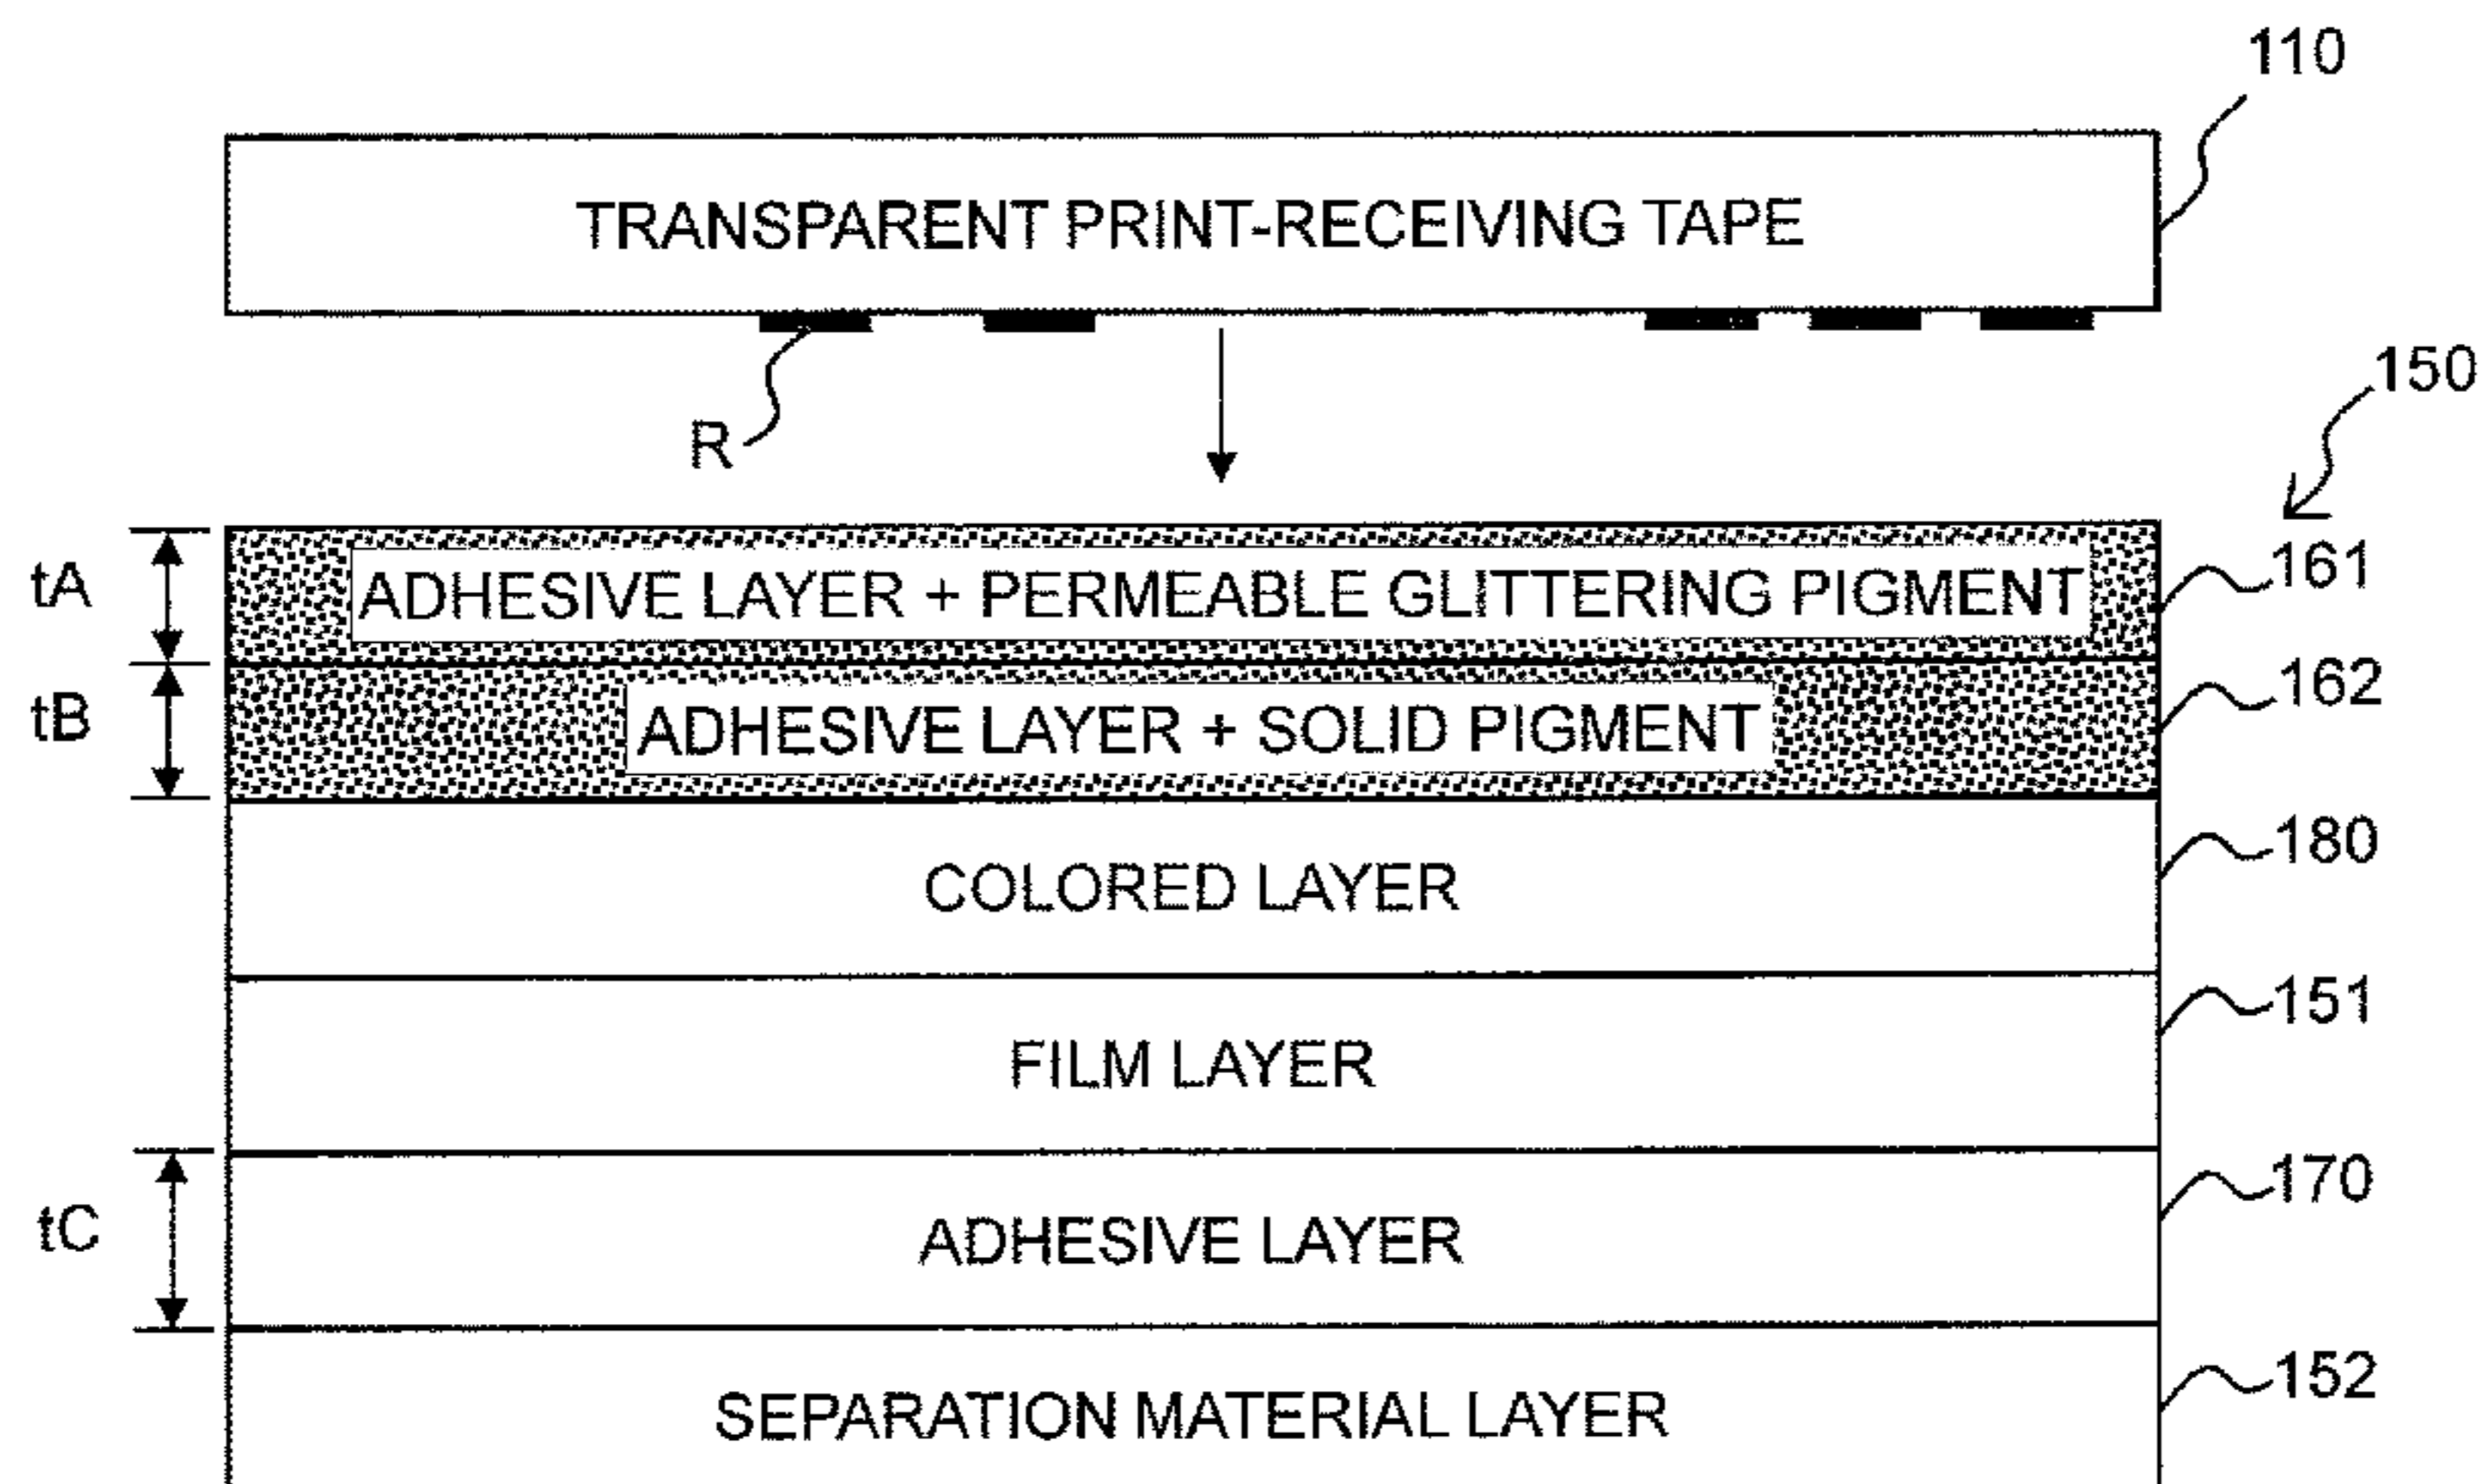 110
TRANSPARENT PRINT-RECEIVING TAPE
R
150
tA
ADHESIVE LAYER + PERMEABLE GLITTERING PIGMENT
161
tB
ADHESIVE LAYER + SOLID PIGMENT
162
COLORED LAYER
180
FILM LAYER
151
tC
ADHESIVE LAYER
170
SEPARATION MATERIAL LAYER
152